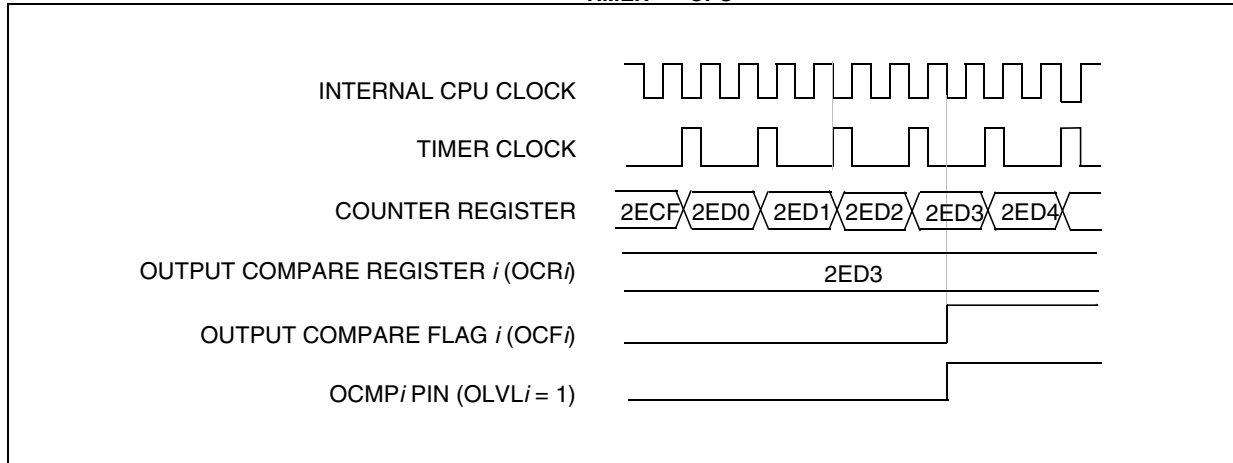 INTERNAL CPU CLOCK
TIMER CLOCK
COUNTER REGISTER 2ECF 2ED0 2ED1 2ED2 2ED3 2ED4
OUTPUT COMPARE REGISTER i (OCRi) 2ED3
OUTPUT COMPARE FLAG i (OCFi)
OCMPi PIN (OLVLi = 1)